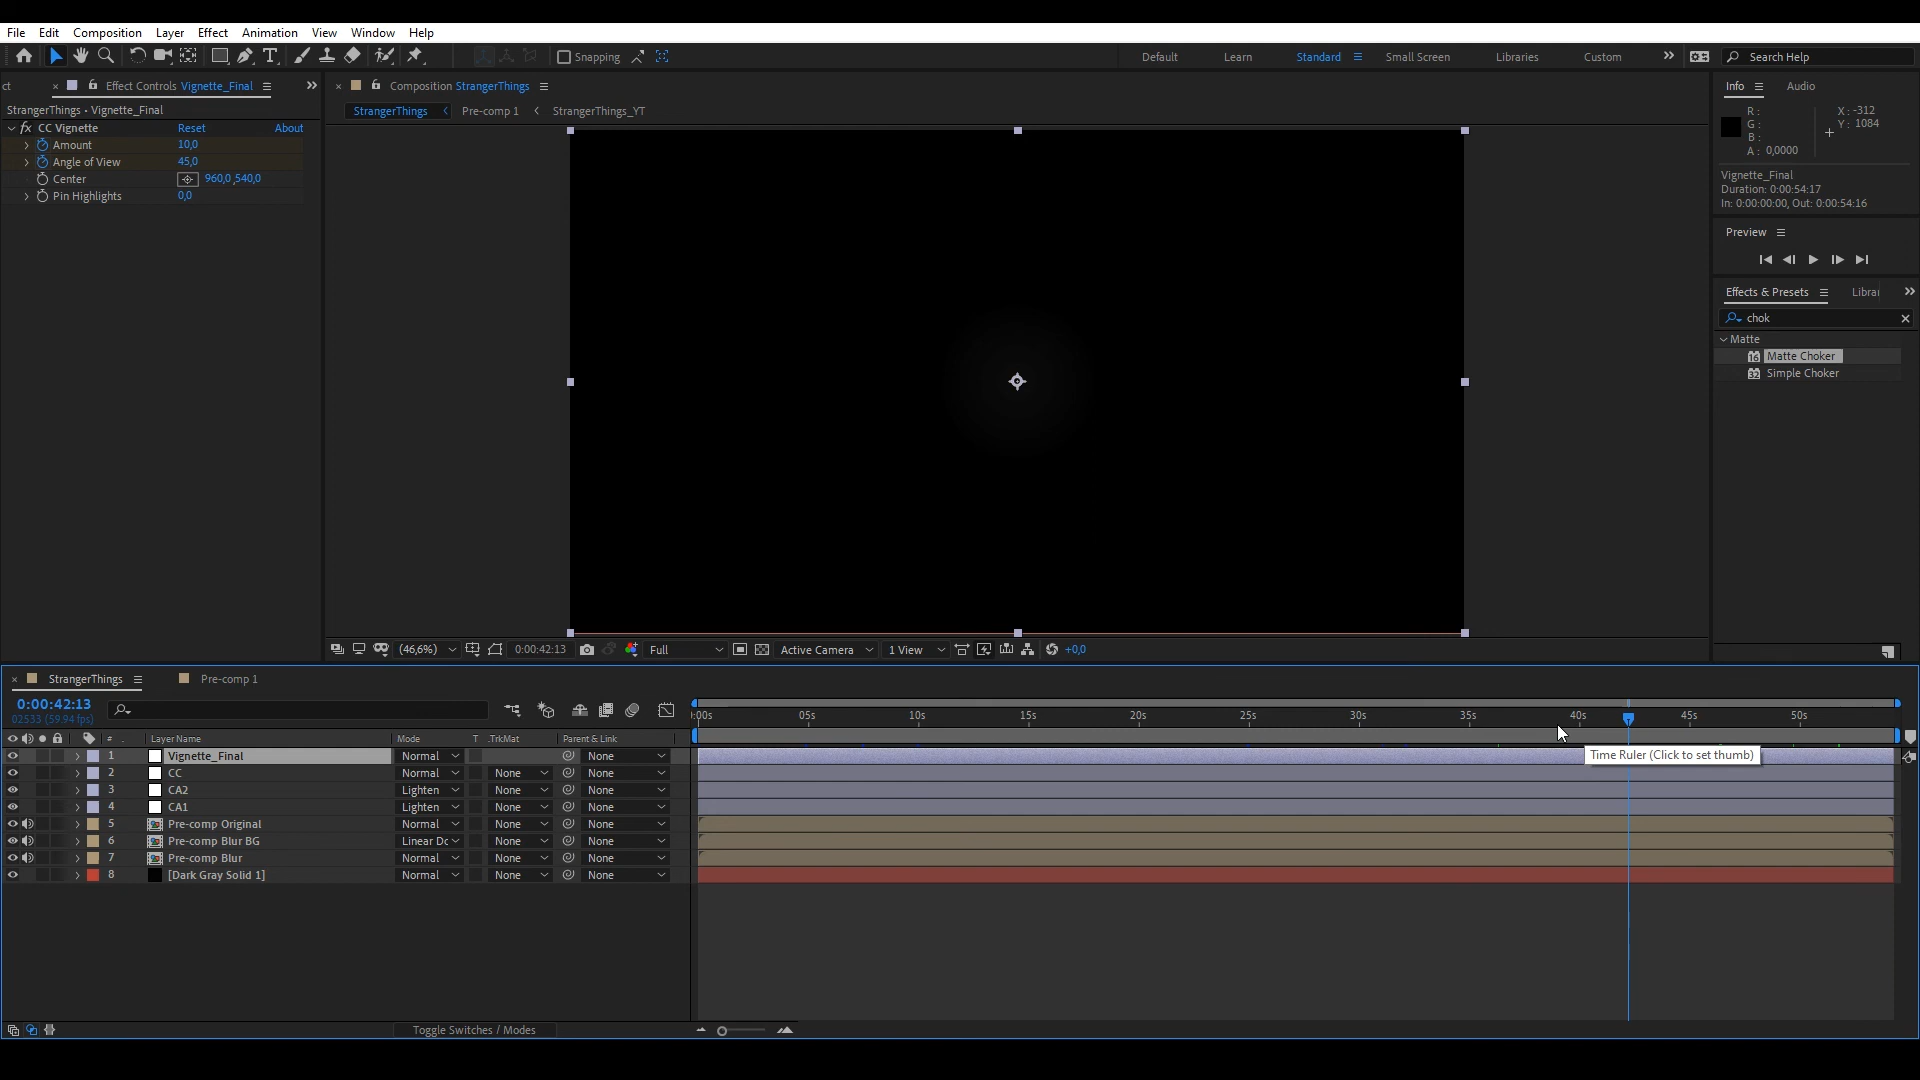 File Edit Composition Layer Effect Animation View Window Help
Snapping
Default Learn Standard Small Screen Libraries Custom Search Help
ct Effect Controls Vignette_Final
StrangerThings • Vignette_Final
fx CC Vignette Reset About
Amount 10,0
Angle of View 45,0
Center 960,0,540,0
Pin Highlights 0,0
Composition StrangerThings
StrangerThings Pre-comp 1 StrangerThings_YT
(46,6%) 0:00:42:13 Full Active Camera 1 View +0,0
Info Audio
R:
G:
B:
A: 0,0000
X: -312
Y: 1084
Vignette_Final
Duration: 0:00:54:17
In: 0:00:00:00, Out: 0:00:54:16
Preview
Effects & Presets Librar
chok
Matte
16 Matte Choker
32 Simple Choker
StrangerThings Pre-comp 1
0:00:42:13
02533 (59.94 fps)
:00s 05s 10s 15s 20s 25s 30s 35s 40s 45s 50s
# Layer Name Mode T .TrkMat Parent & Link
1 Vignette_Final Normal None
2 CC Normal None None
3 CA2 Lighten None None
4 CA1 Lighten None None
5 Pre-comp Original Normal None None
6 Pre-comp Blur BG Linear Dc None None
7 Pre-comp Blur Normal None None
8 [Dark Gray Solid 1] Normal None None
Time Ruler (Click to set thumb)
Toggle Switches / Modes